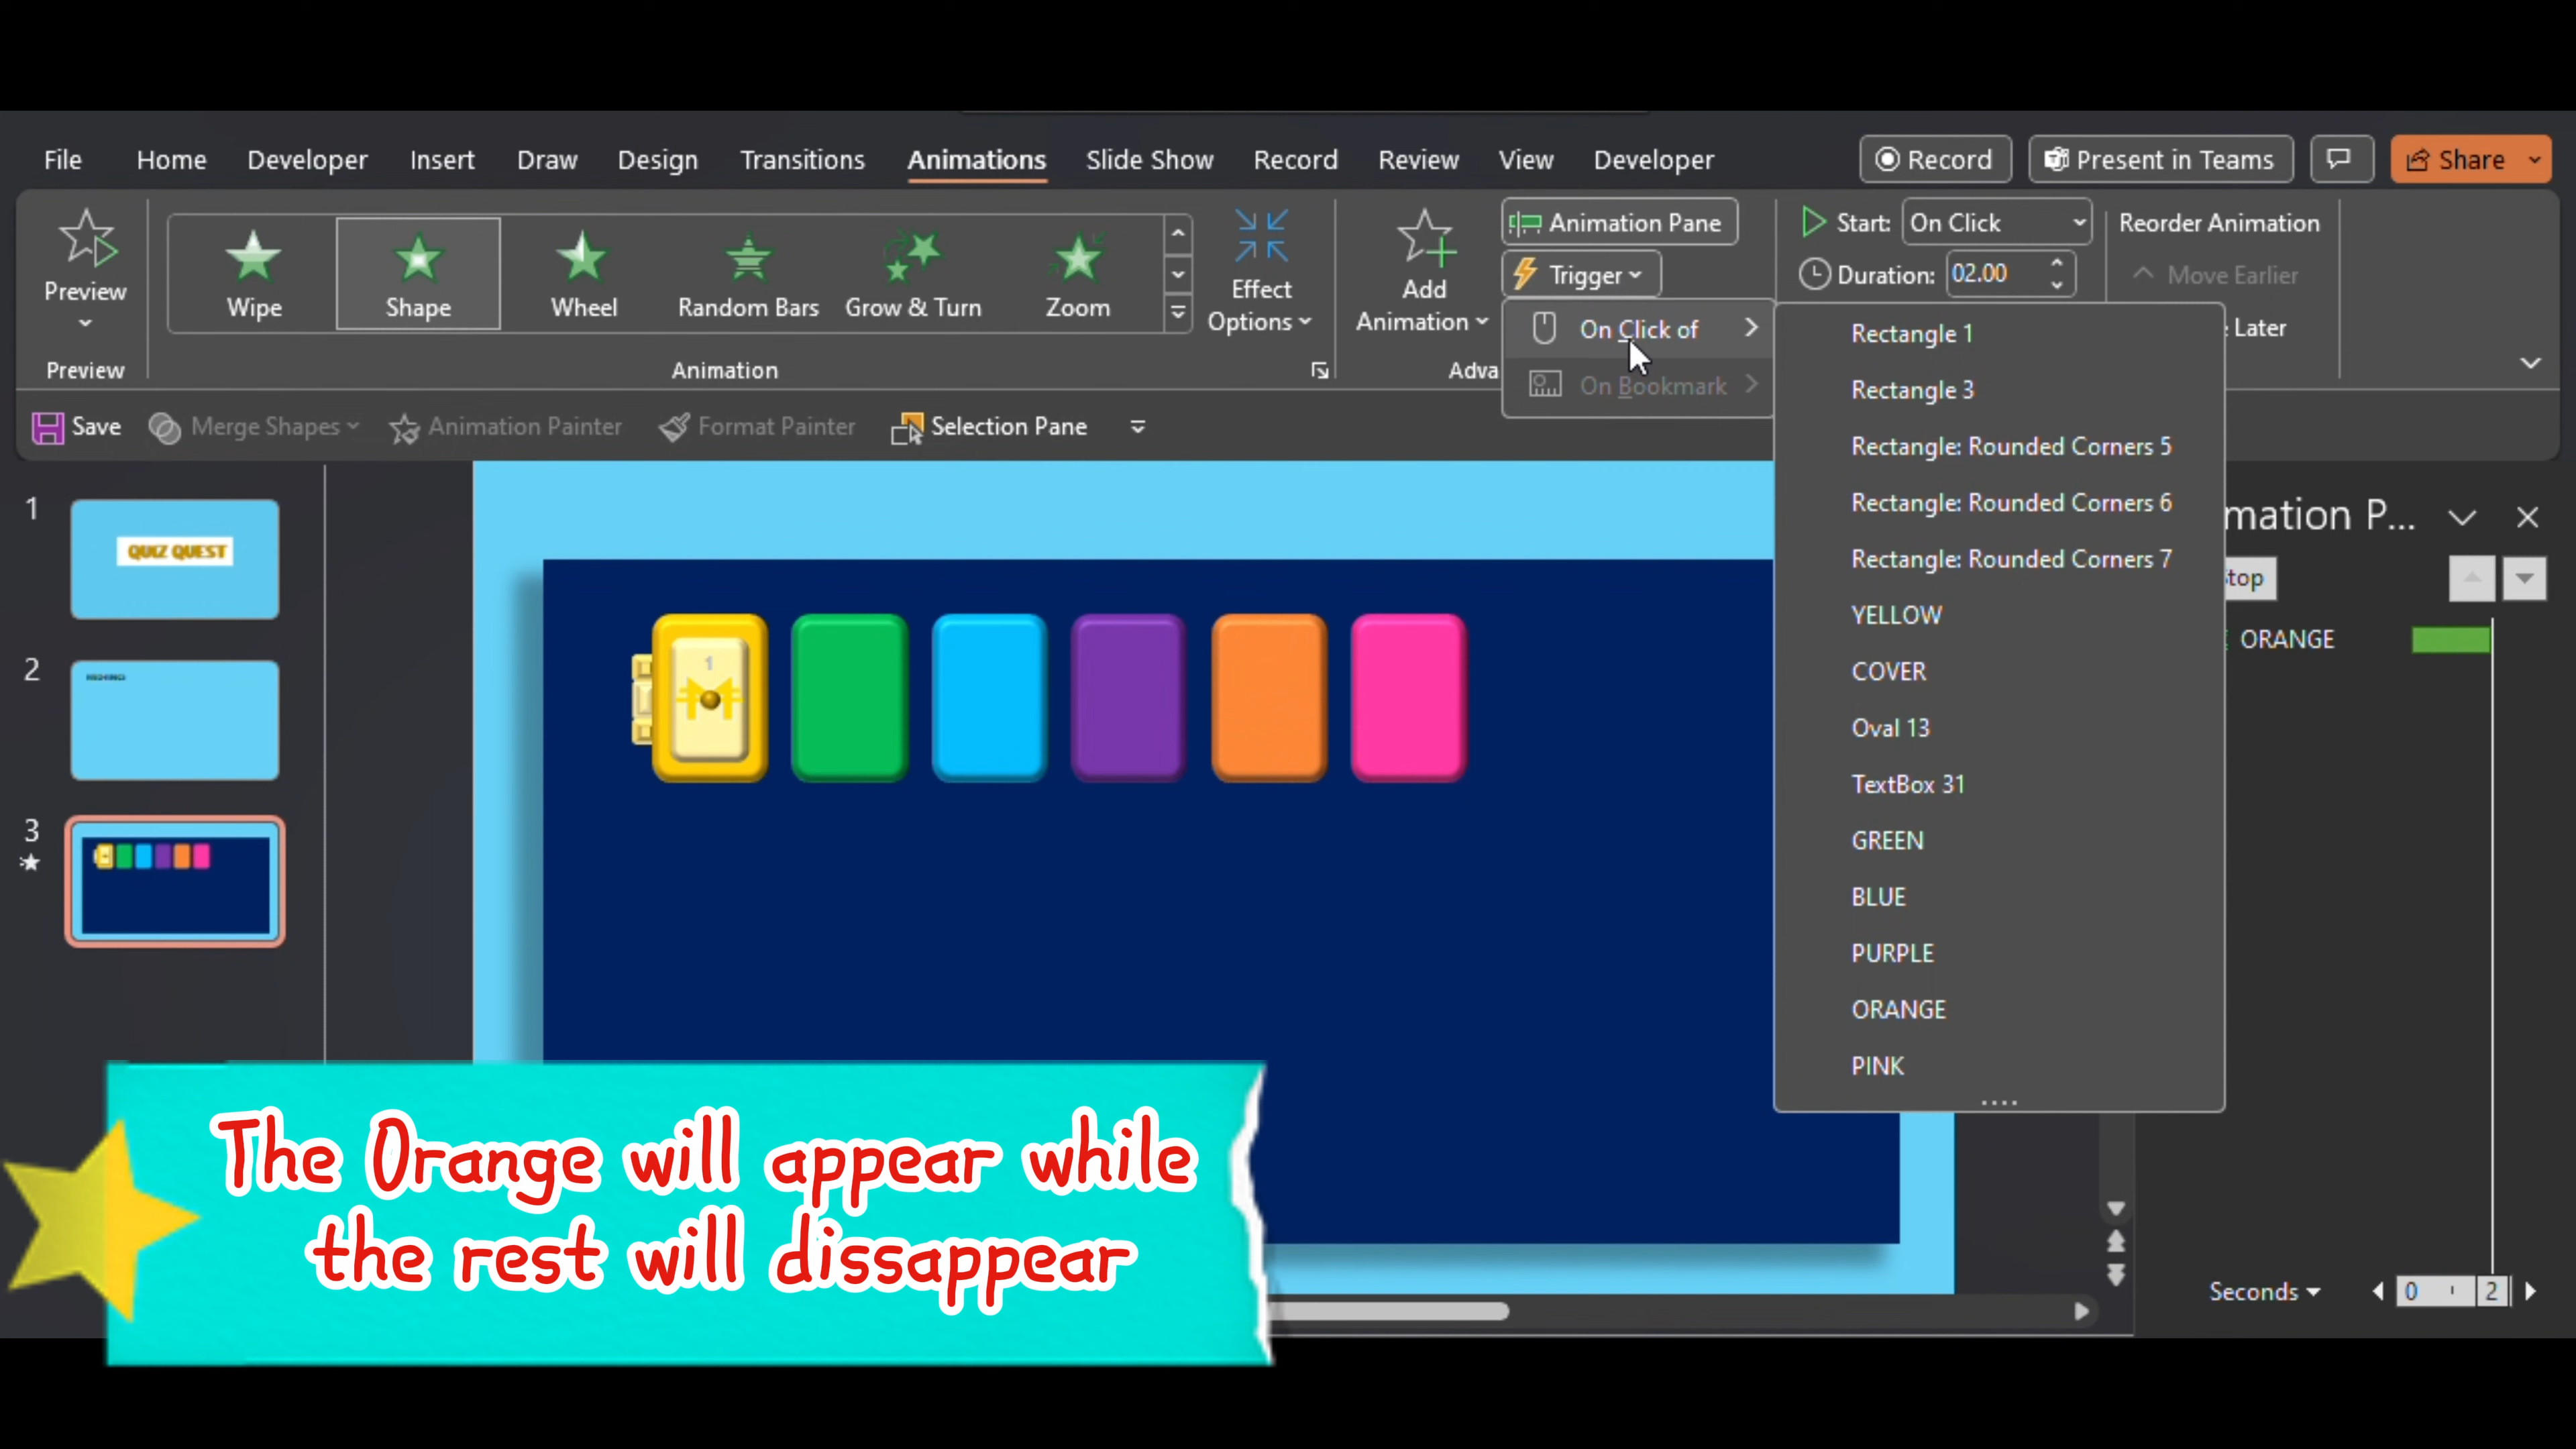 File Home Developer Insert Draw Design Transitions Animations Slide Show Record Review View Developer Record Present in Teams Share
Preview
Preview
Wipe Shape Wheel Random Bars Grow & Turn Zoom
Animation
Effect Options
Add Animation
Animation Pane
Trigger
Adva
Start: On Click
Duration: 02.00
Reorder Animation
Move Earlier
Later
On Click of
On Bookmark
Rectangle 1
Rectangle 3
Rectangle: Rounded Corners 5
Rectangle: Rounded Corners 6
Rectangle: Rounded Corners 7
YELLOW
COVER
Oval 13
TextBox 31
GREEN
BLUE
PURPLE
ORANGE
PINK
Save Merge Shapes Animation Painter Format Painter Selection Pane
1
QUIZ QUEST
2
3
1
mation P...
Stop
ORANGE
Seconds 0 2
The Orange will appear while
the rest will dissappear